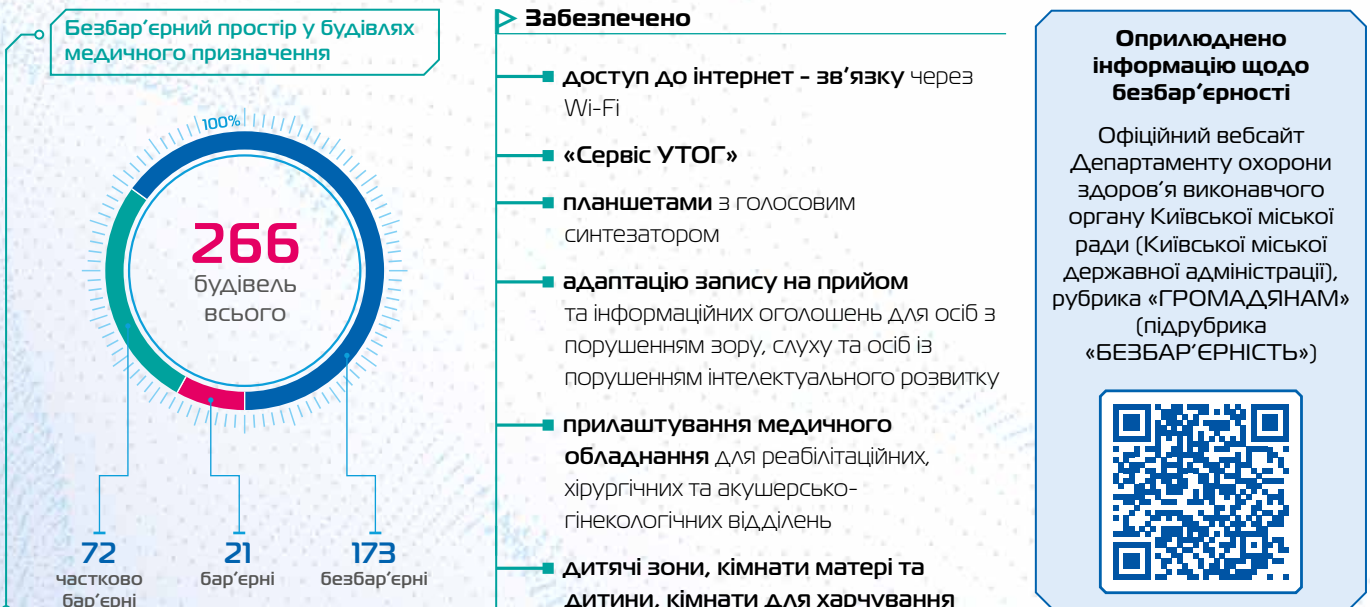 Безбар’єрний простір у будівлях
медичного призначення
100%
266
будівель
всього
72
частково
бар’єрні
21
бар’єрні
173
безбар’єрні
Забезпечено
доступ до інтернет - зв’язку через
Wi-Fi
«Сервіс УТОГ»
планшетами з голосовим
синтезатором
адаптацію запису на прийом
та інформаційних оголошень для осіб з
порушенням зору, слуху та осіб із
порушенням інтелектуального розвитку
прилаштування медичного
обладнання для реабілітаційних,
хірургічних та акушерсько-
гінекологічних відділень
дитячі зони, кімнати матері та
дитини, кімнати для харчування
Оприлюднено
інформацію щодо
безбар’єрності
Офіційний вебсайт
Департаменту охорони
здоров’я виконавчого
органу Київської міської
ради (Київської міської
державної адміністрації),
рубрика «ГРОМАДЯНАМ»
(підрубрика
«БЕЗБАР’ЄРНІСТЬ»)